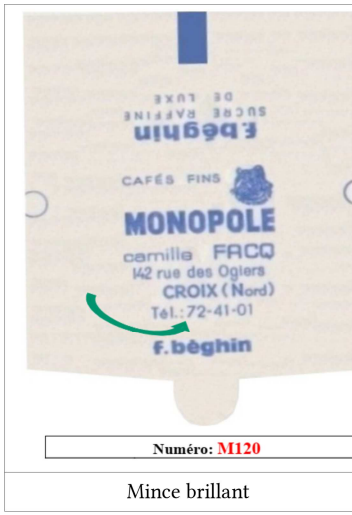 DE LUXE
SUCRE RAFFINE
f.béghin
CAFÉS FINS
MONOPOLE
camille FACQ
142 rue des Ogiers
CROIX (Nord)
Tél.: 72-41-01
f.bèghin
Numéro: M120
Mince brillant